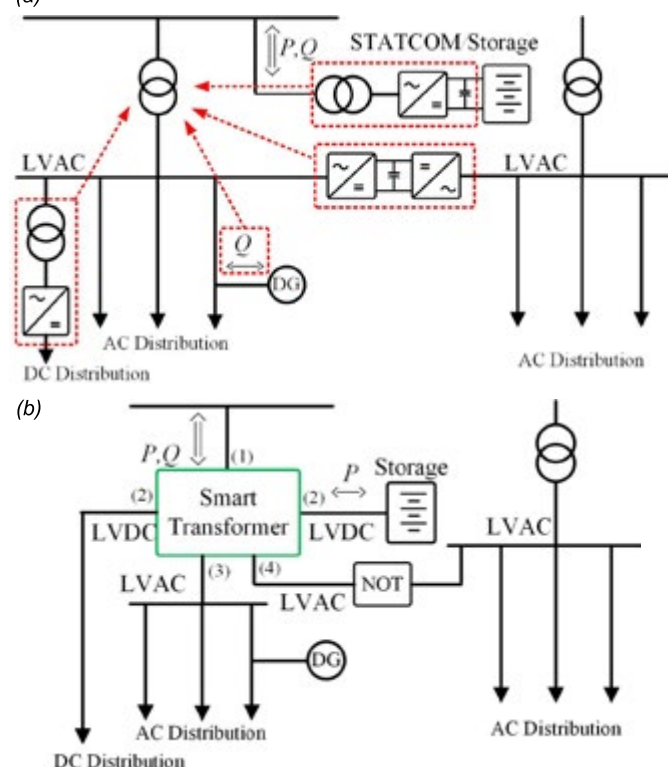 (a)
P,Q
STATCOM/Storage
LVAC
LVAC
Q
DG
AC Distribution
DC Distribution
AC Distribution
(b)
P,Q
(1)
P
Storage
(2)
Smart
Transformer
(2)
LVDC
LVDC
LVAC
(3)
(4)
LVAC
LVAC
NOT
DG
AC Distribution
AC Distribution
DC Distribution